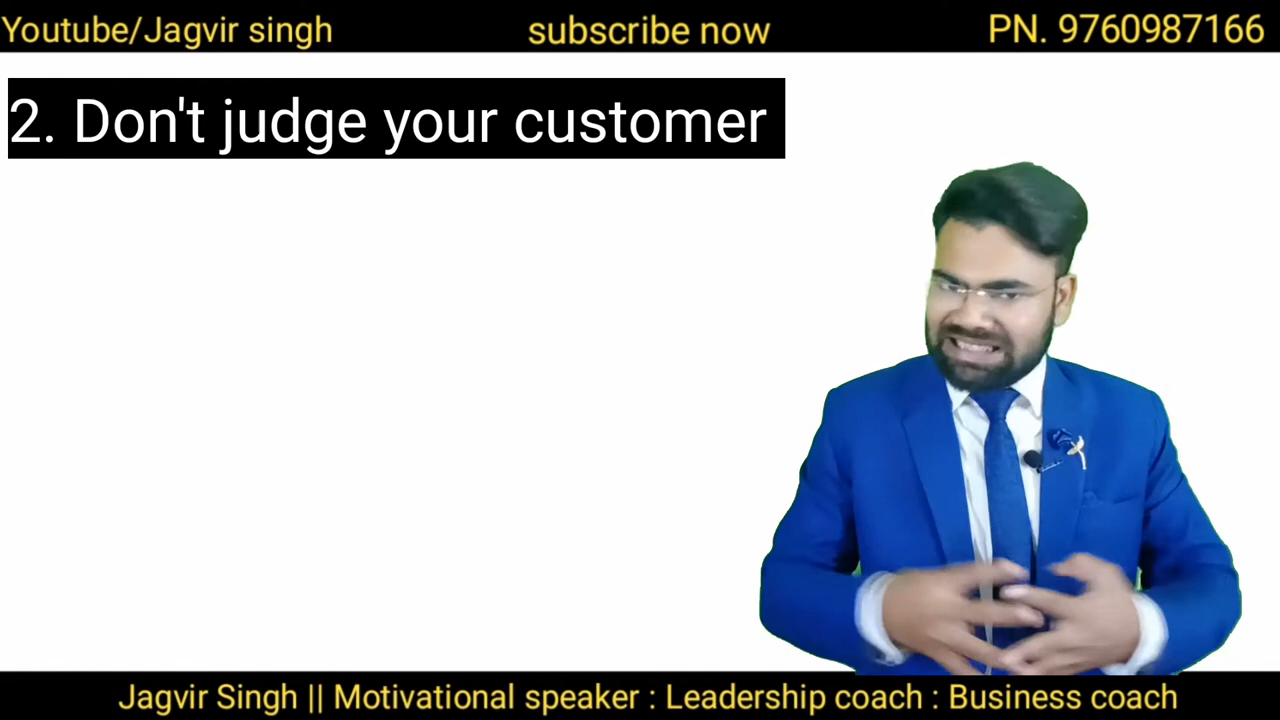 Youtube/Jagvir singh subscribe now PN. 9760987166
2. Don't judge your customer
Jagvir Singh || Motivational speaker : Leadership coach : Business coach